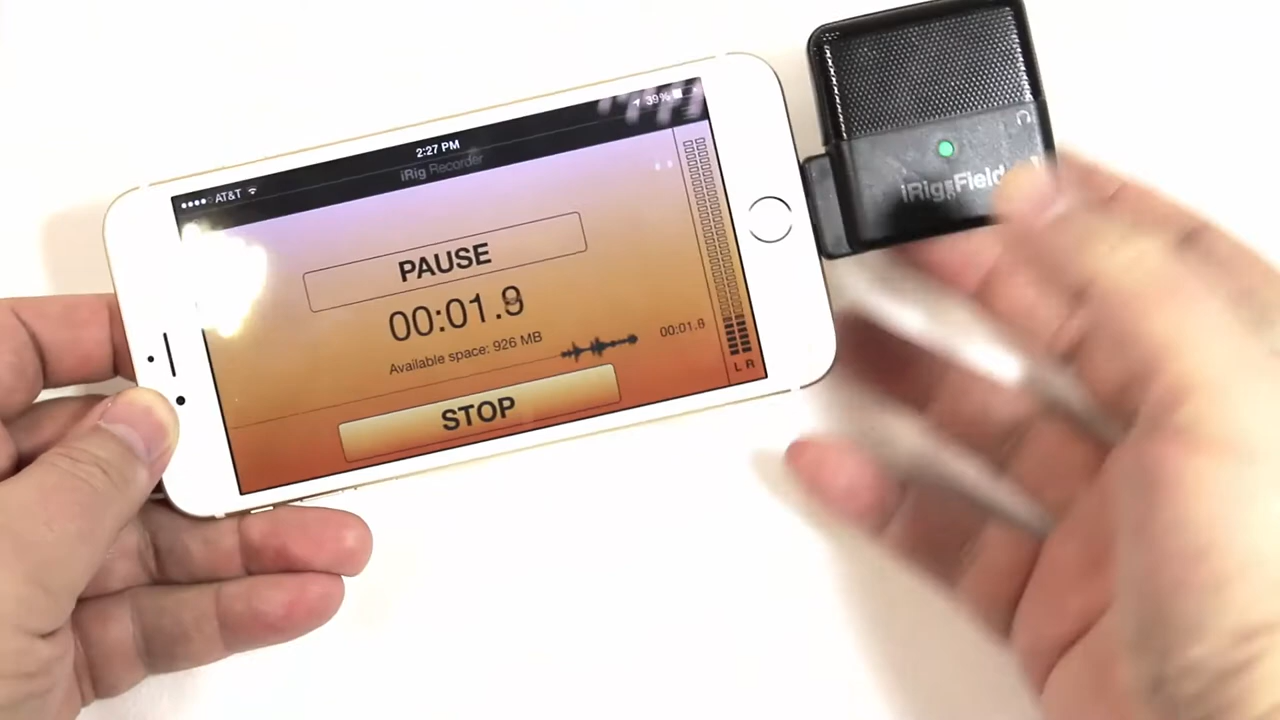 AT&T
2:27 PM
39%
iRig Recorder
PAUSE
00:01.9
Available space: 926 MB
00:01.8
STOP
L R
iRig Field